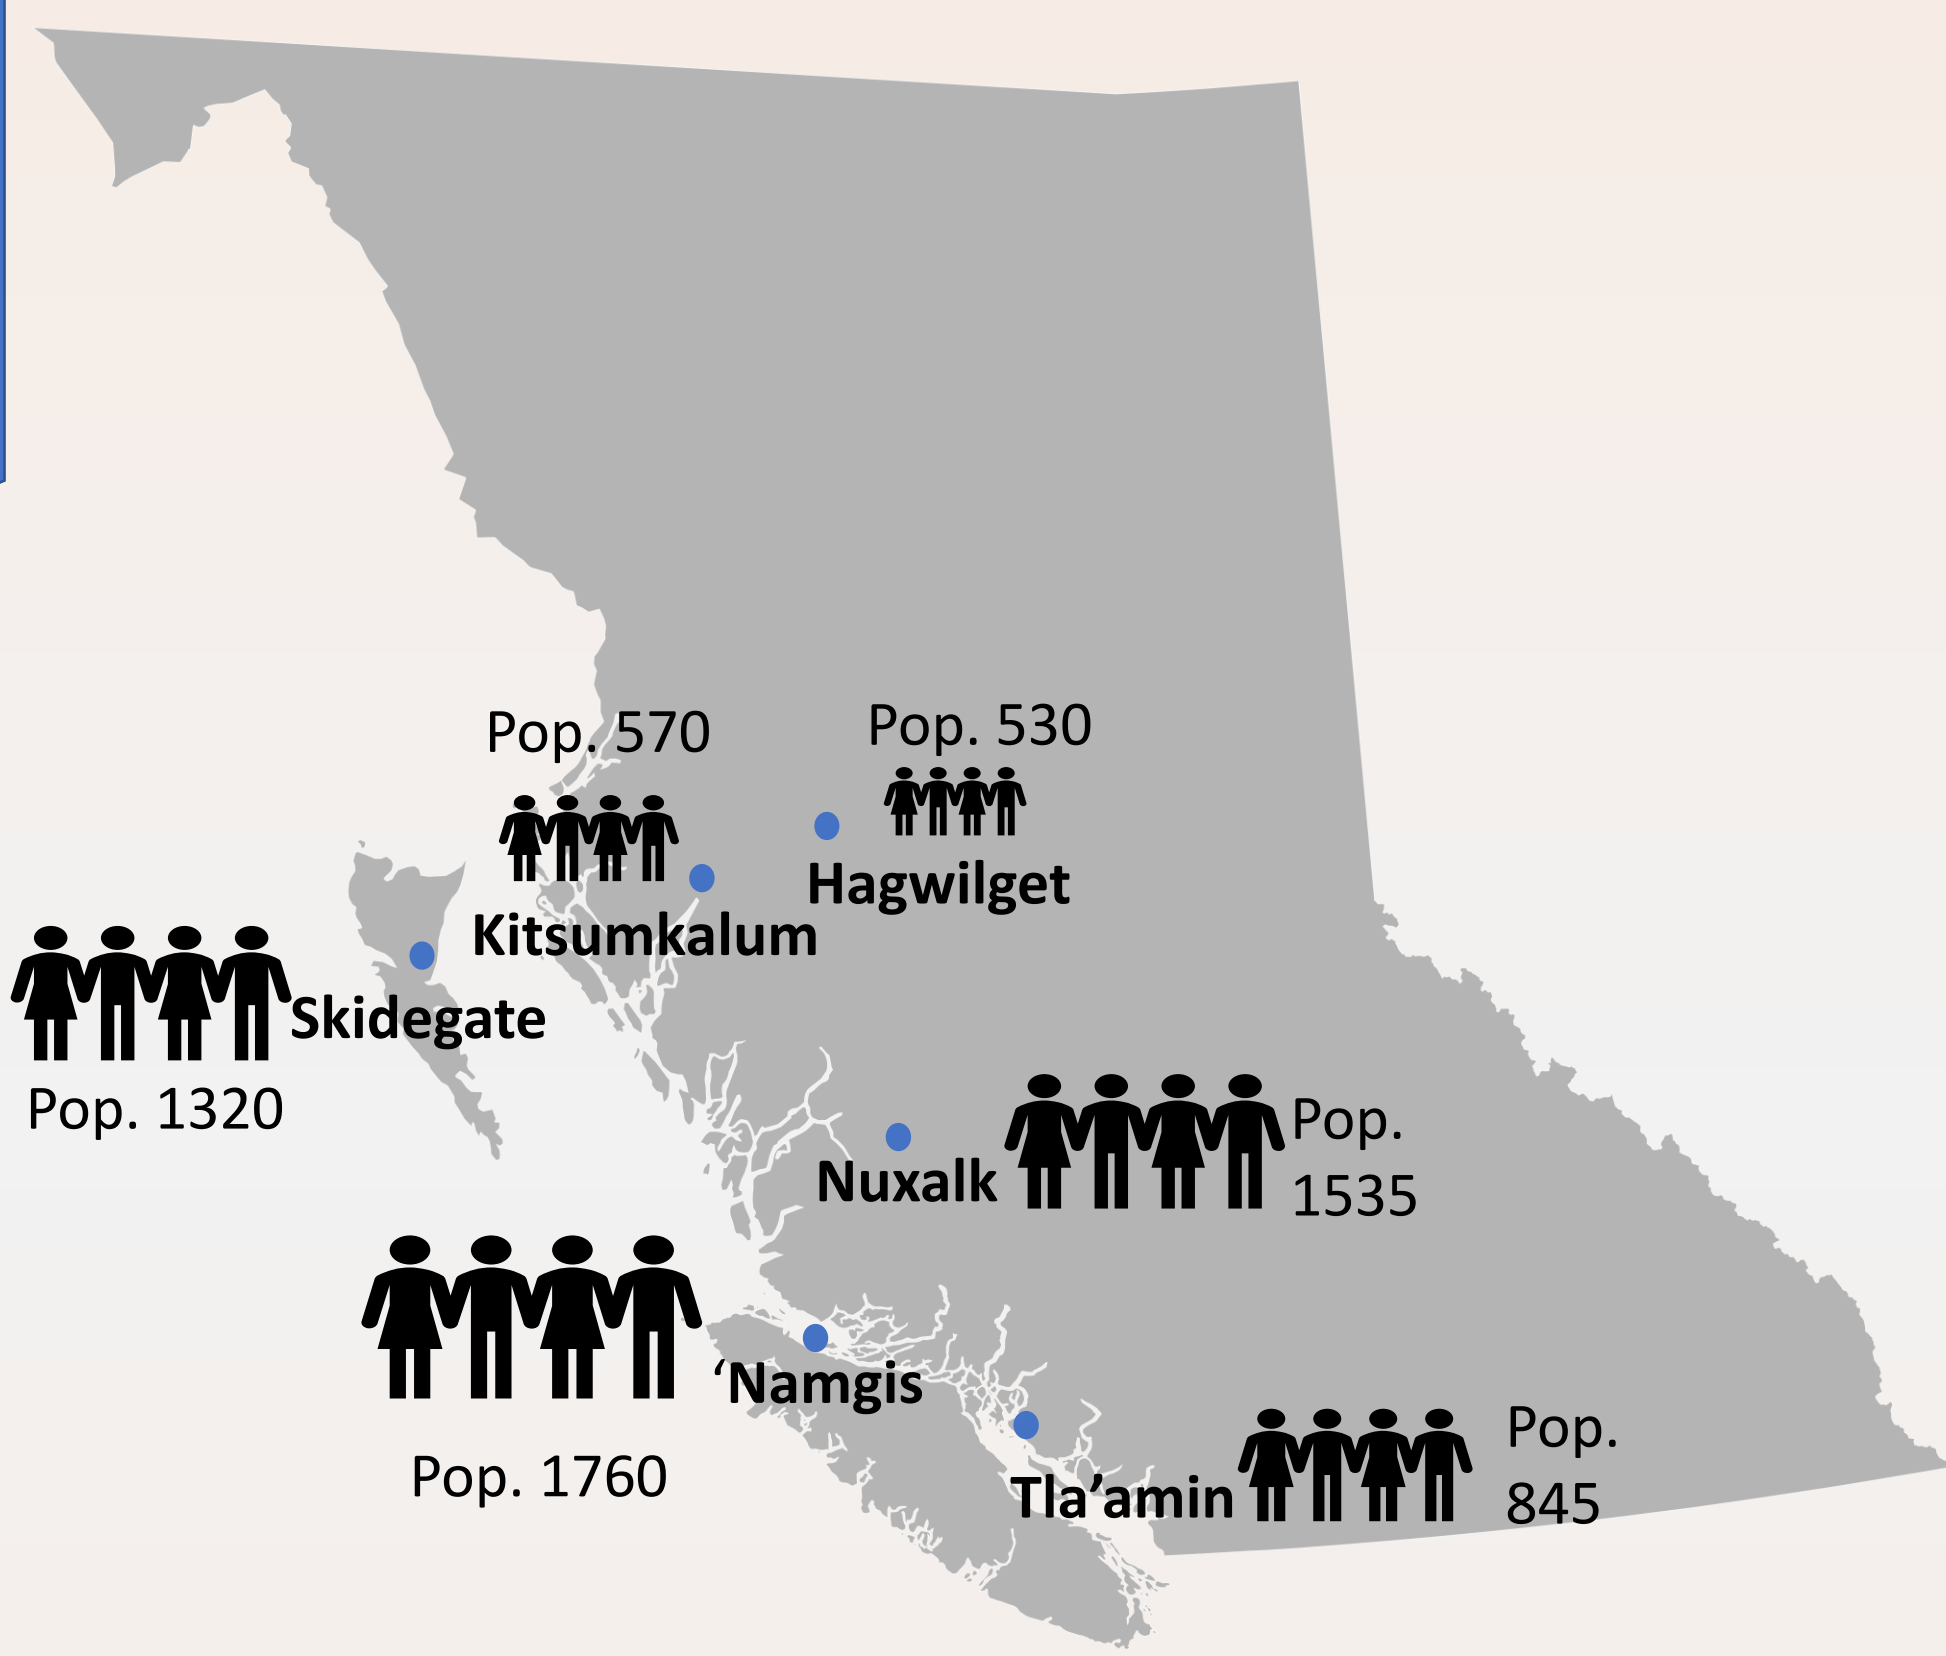 Pop. 570
Pop. 530
Hagwilget
Kitsumkalum
Skidegate
Pop. 1320
Pop.
1535
Nuxalk
‘Namgis
Pop. 1760
Pop.
845
Tla’amin